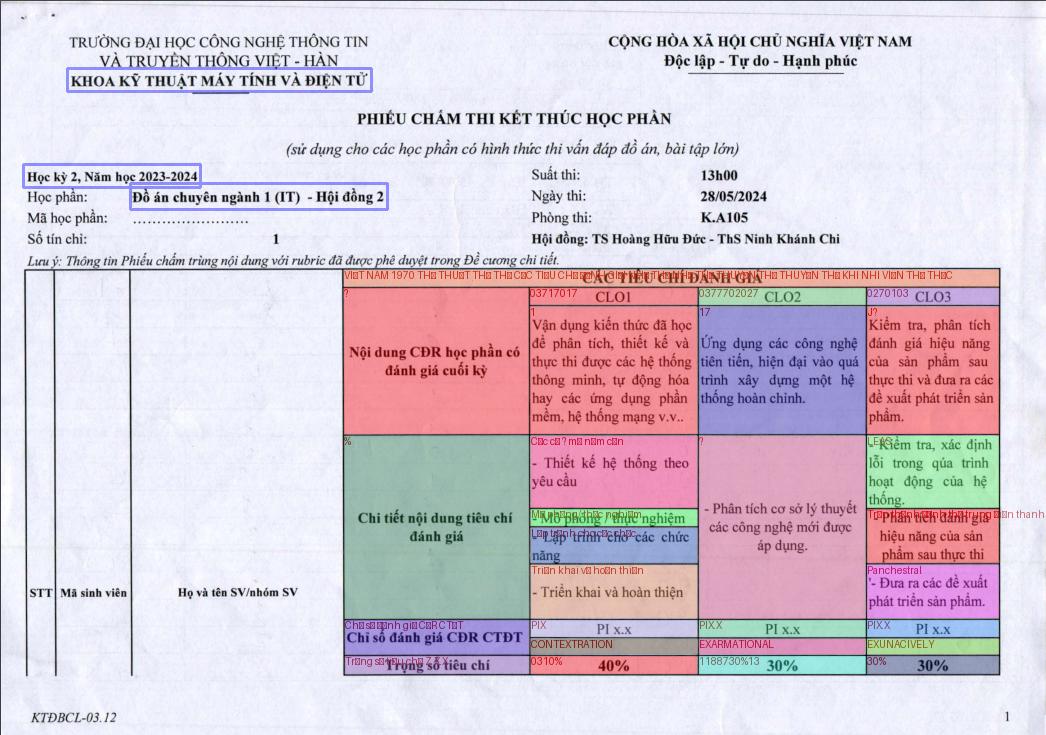 TRƯỜNG ĐẠI HỌC CÔNG NGHỆ THÔNG TIN
VÀ TRUYỀN THÔNG VIỆT - HÀN
KHOA KỸ THUẬT MÁY TÍNH VÀ ĐIỆN TỬ
CỘNG HÒA XÃ HỘI CHỦ NGHĨA VIỆT NAM
Độc lập - Tự do - Hạnh phúc
PHIẾU CHẤM THI KẾT THÚC HỌC PHẦN
(sử dụng cho các học phần có hình thức thi vấn đáp đồ án, bài tập lớn)
Học kỳ 2, Năm học 2023-2024
Suất thi: 13h00
Học phần: Đồ án chuyên ngành 1 (IT) - Hội đồng 2
Ngày thi: 28/05/2024
Mã học phần: ........................
Phòng thi: K.A105
Số tín chỉ: 1
Hội đồng: TS Hoàng Hữu Đức - ThS Ninh Khánh Chi
Lưu ý: Thông tin Phiếu chấm trùng nội dung với rubric đã được phê duyệt trong Đề cương chi tiết.
STT
Mã sinh viên
Họ và tên SV/nhóm SV
CÁC TIÊU CHÍ ĐÁNH GIÁ
?
Nội dung CĐR học phần có
đánh giá cuối kỳ
03717017
CLO1
0377702027
CLO2
0270103
CLO3
1
Vận dụng kiến thức đã học
để phân tích, thiết kế và
thực thi được các hệ thống
thông minh, tự động hóa
hay các ứng dụng phần
mềm, hệ thống mạng v.v..
17
Ứng dụng các công nghệ
tiên tiến, hiện đại vào quá
trình xây dựng một hệ
thống hoàn chỉnh.
J?
Kiểm tra, phân tích
đánh giá hiệu năng
của sản phẩm sau
thực thi và đưa ra các
đề xuất phát triển sản
phẩm.
%
Chi tiết nội dung tiêu chí
đánh giá
- Thiết kế hệ thống theo
yêu cầu
- Mô phỏng / thực nghiệm
- Lập trình cho các chức
năng
- Triển khai và hoàn thiện
?
- Phân tích cơ sở lý thuyết
các công nghệ mới được
áp dụng.
- Kiểm tra, xác định
lỗi trong qúa trình
hoạt động của hệ
thống.
- Phân tích đánh giá
hiệu năng của sản
phẩm sau thực thi
Panchestral
'- Đưa ra các đề xuất
phát triển sản phẩm.
Chỉ số đánh giá CĐR CTĐT
PIX
PI x.x
PIXX
PI x.x
PIXX
PI x.x
CONTEXTRATION
EXARMATIONAL
EXUNACIVELY
Trọng số tiêu chí
0310%
40%
1188730%13
30%
30%
30%
KTĐBCL-03.12
1